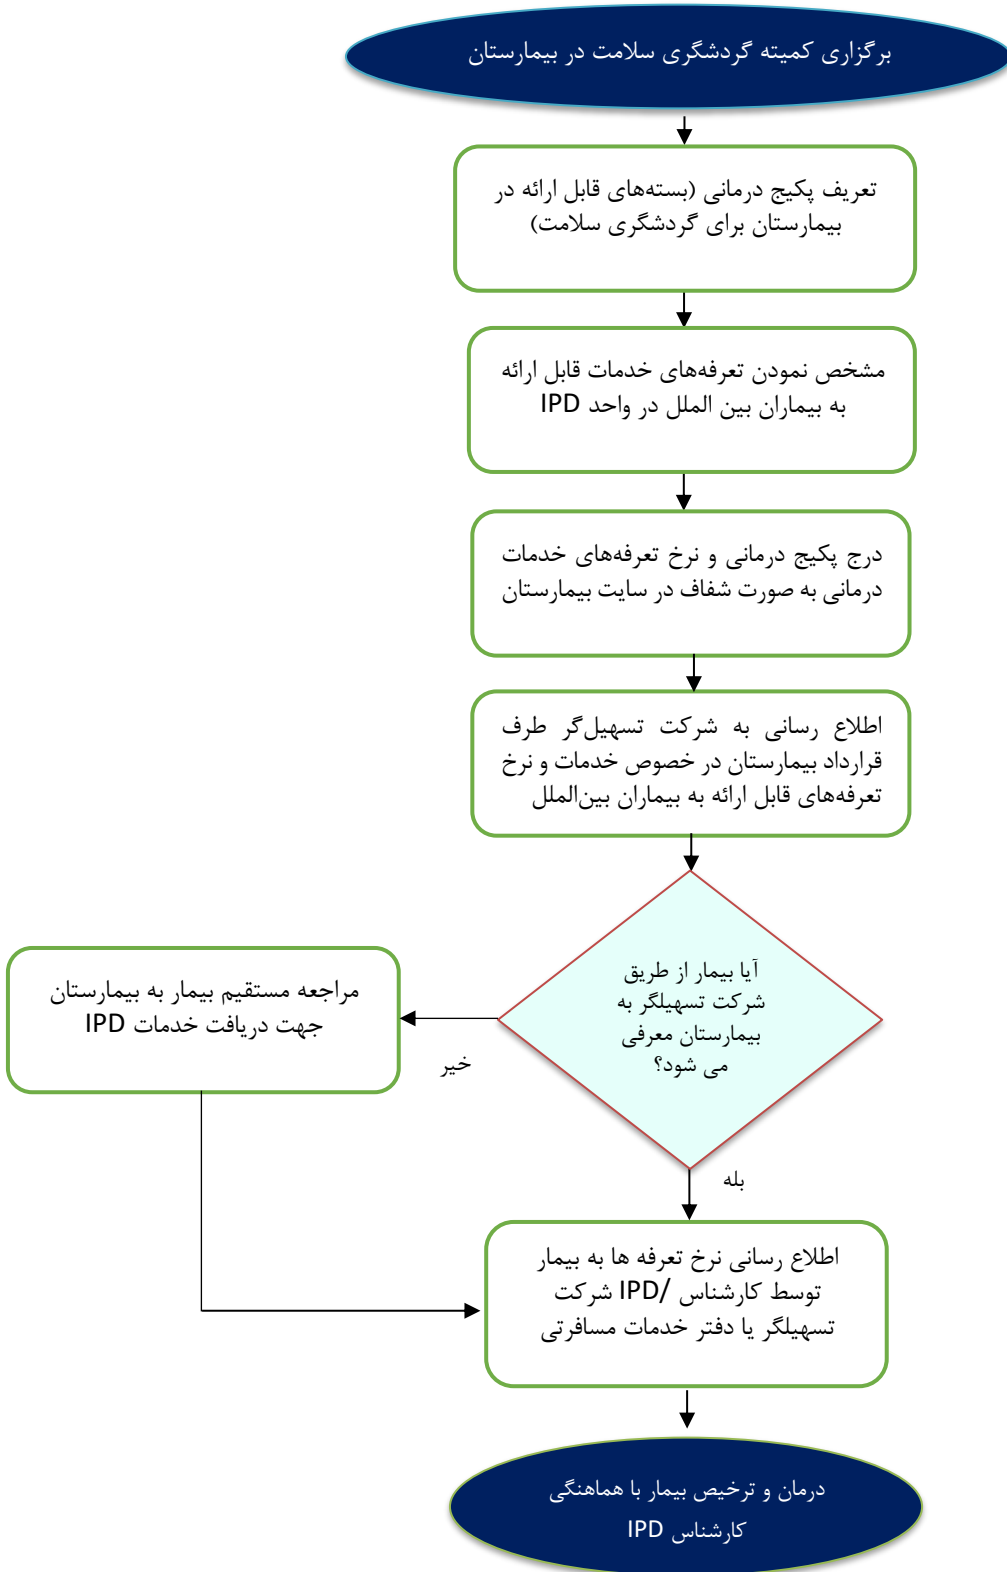 برگزاری کمیته گردشگری سلامت در بیمارستان
تعریف پکیج درمانی (بسته‌های قابل ارائه در
بیمارستان برای گردشگری سلامت)
مشخص نمودن تعرفه‌های خدمات قابل ارائه
به بیماران بین الملل در واحد IPD
درج پکیج درمانی و نرخ تعرفه‌های خدمات
درمانی به صورت شفاف در سایت بیمارستان
اطلاع رسانی به شرکت تسهیل‌گر طرف
قرارداد بیمارستان در خصوص خدمات و نرخ
تعرفه‌های قابل ارائه به بیماران بین‌الملل
آیا بیمار از طریق
شرکت تسهیلگر به
بیمارستان معرفی
می شود؟
خیر
مراجعه مستقیم بیمار به بیمارستان
جهت دریافت خدمات IPD
بله
اطلاع رسانی نرخ تعرفه ها به بیمار
توسط کارشناس IPD/ شرکت
تسهیلگر یا دفتر خدمات مسافرتی
درمان و ترخیص بیمار با هماهنگی
کارشناس IPD